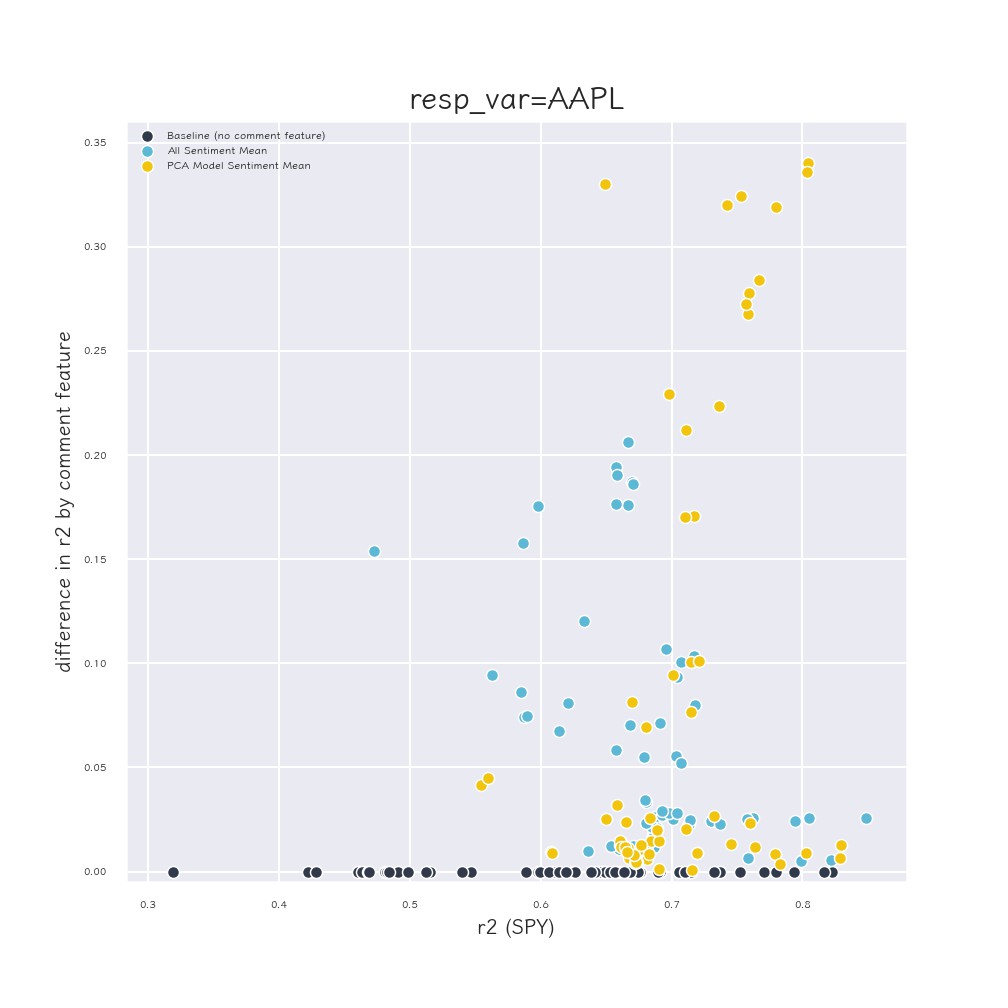 resp_var=AAPL
Baseline (no comment feature)
All Sentiment Mean
PCA Model Sentiment Mean
difference in r2 by comment feature
0.35
0.30
0.25
0.20
0.15
0.10
0.05
0.00
0.3 0.4 0.5 0.6 0.7 0.8
r2 (SPY)